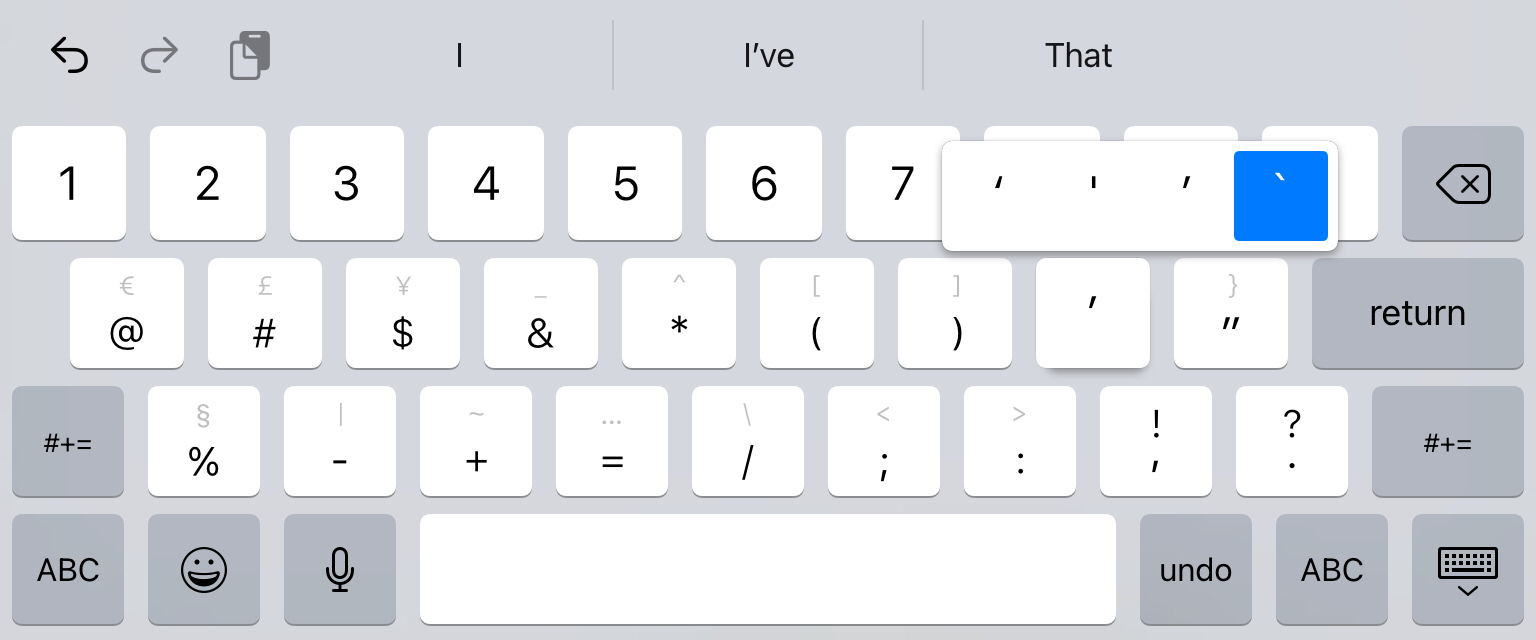 I I’ve That
1 2 3 4 5 6 7
‘ ' ’ `
€ £ ¥ _ ^ [ ] }
@ # $ & * ( ) ’ ” return
§ | ~ … \ < > ! ?
#+= % - + = / ; : , . #+=
ABC undo ABC